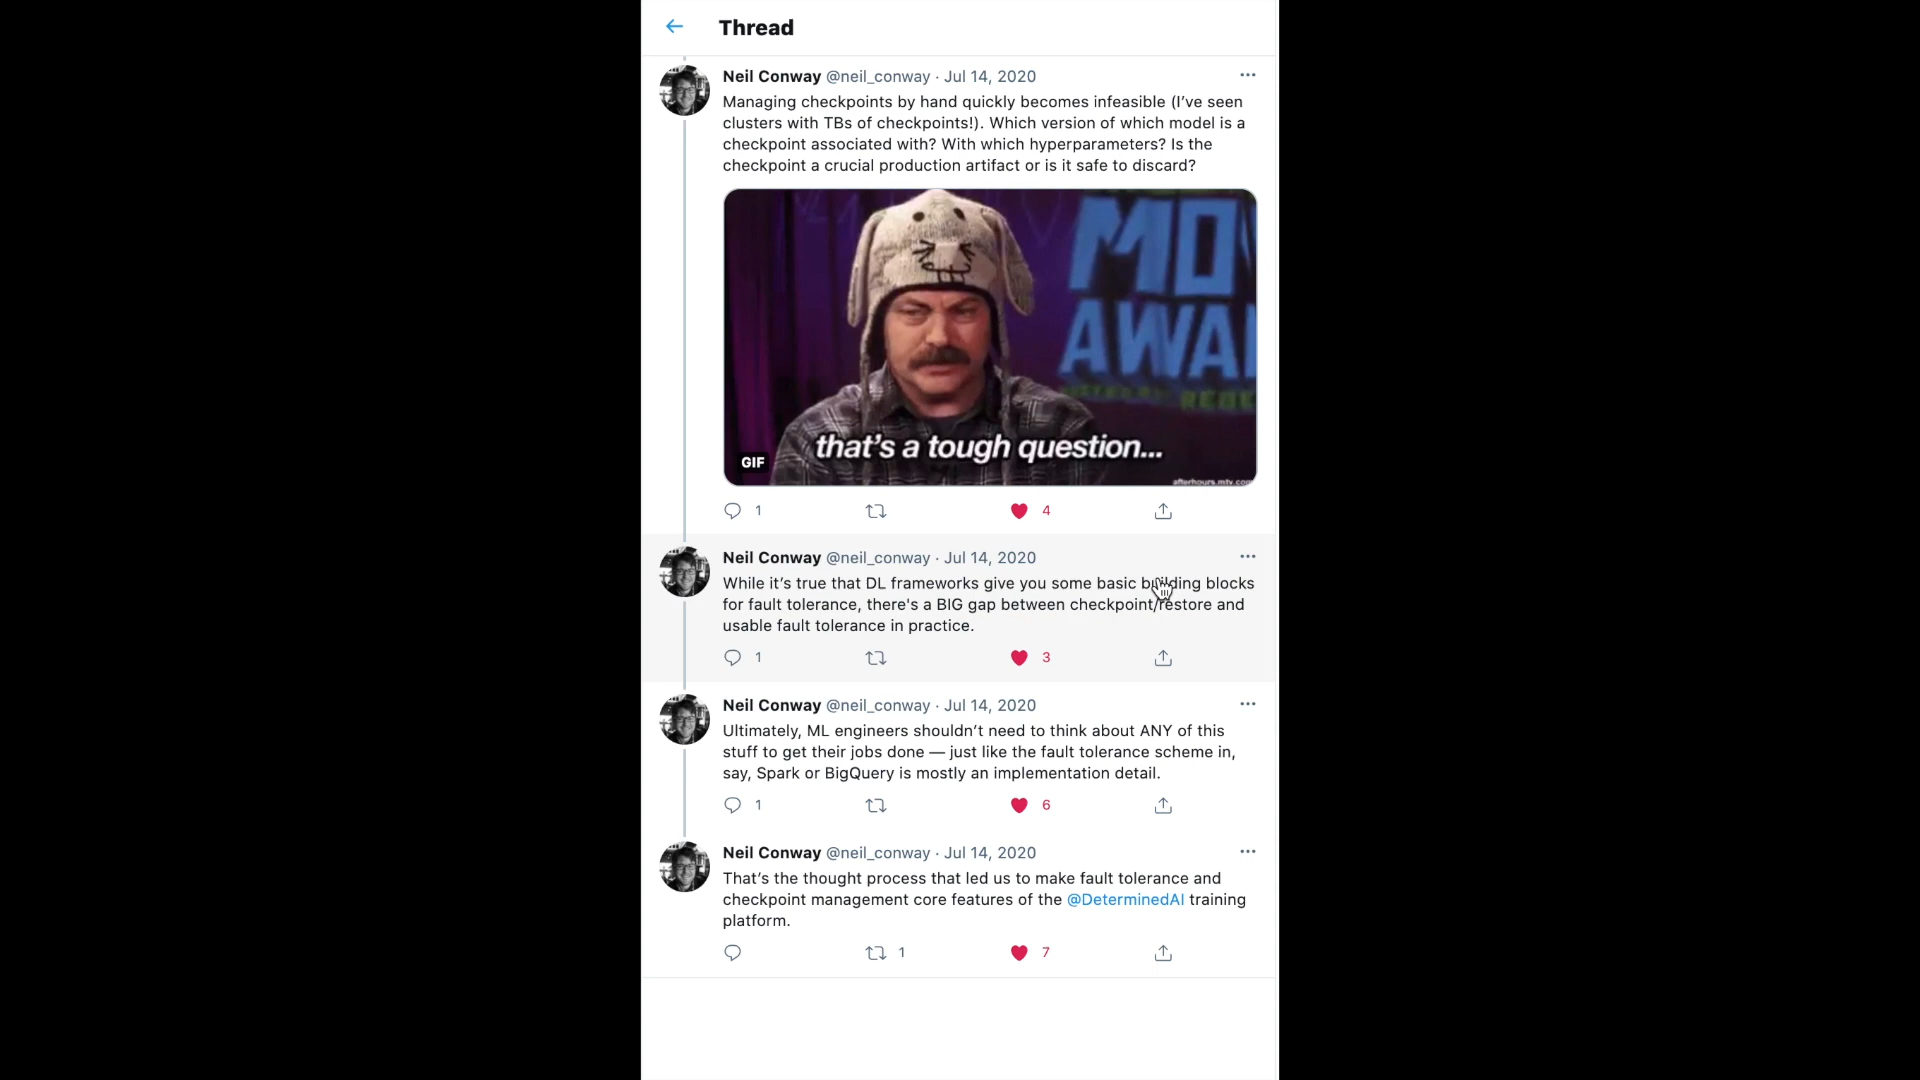 Thread
Neil Conway @neil_conway · Jul 14, 2020
Managing checkpoints by hand quickly becomes infeasible (I’ve seen
clusters with TBs of checkpoints!). Which version of which model is a
checkpoint associated with? With which hyperparameters? Is the
checkpoint a crucial production artifact or is it safe to discard?
MO
AWA
that's a tough question...
GIF
afterhours.mtv.com
1
4
Neil Conway @neil_conway · Jul 14, 2020
While it’s true that DL frameworks give you some basic building blocks
for fault tolerance, there's a BIG gap between checkpoint/restore and
usable fault tolerance in practice.
1
3
Neil Conway @neil_conway · Jul 14, 2020
Ultimately, ML engineers shouldn’t need to think about ANY of this
stuff to get their jobs done — just like the fault tolerance scheme in,
say, Spark or BigQuery is mostly an implementation detail.
1
6
Neil Conway @neil_conway · Jul 14, 2020
That’s the thought process that led us to make fault tolerance and
checkpoint management core features of the @DeterminedAI training
platform.
1
7